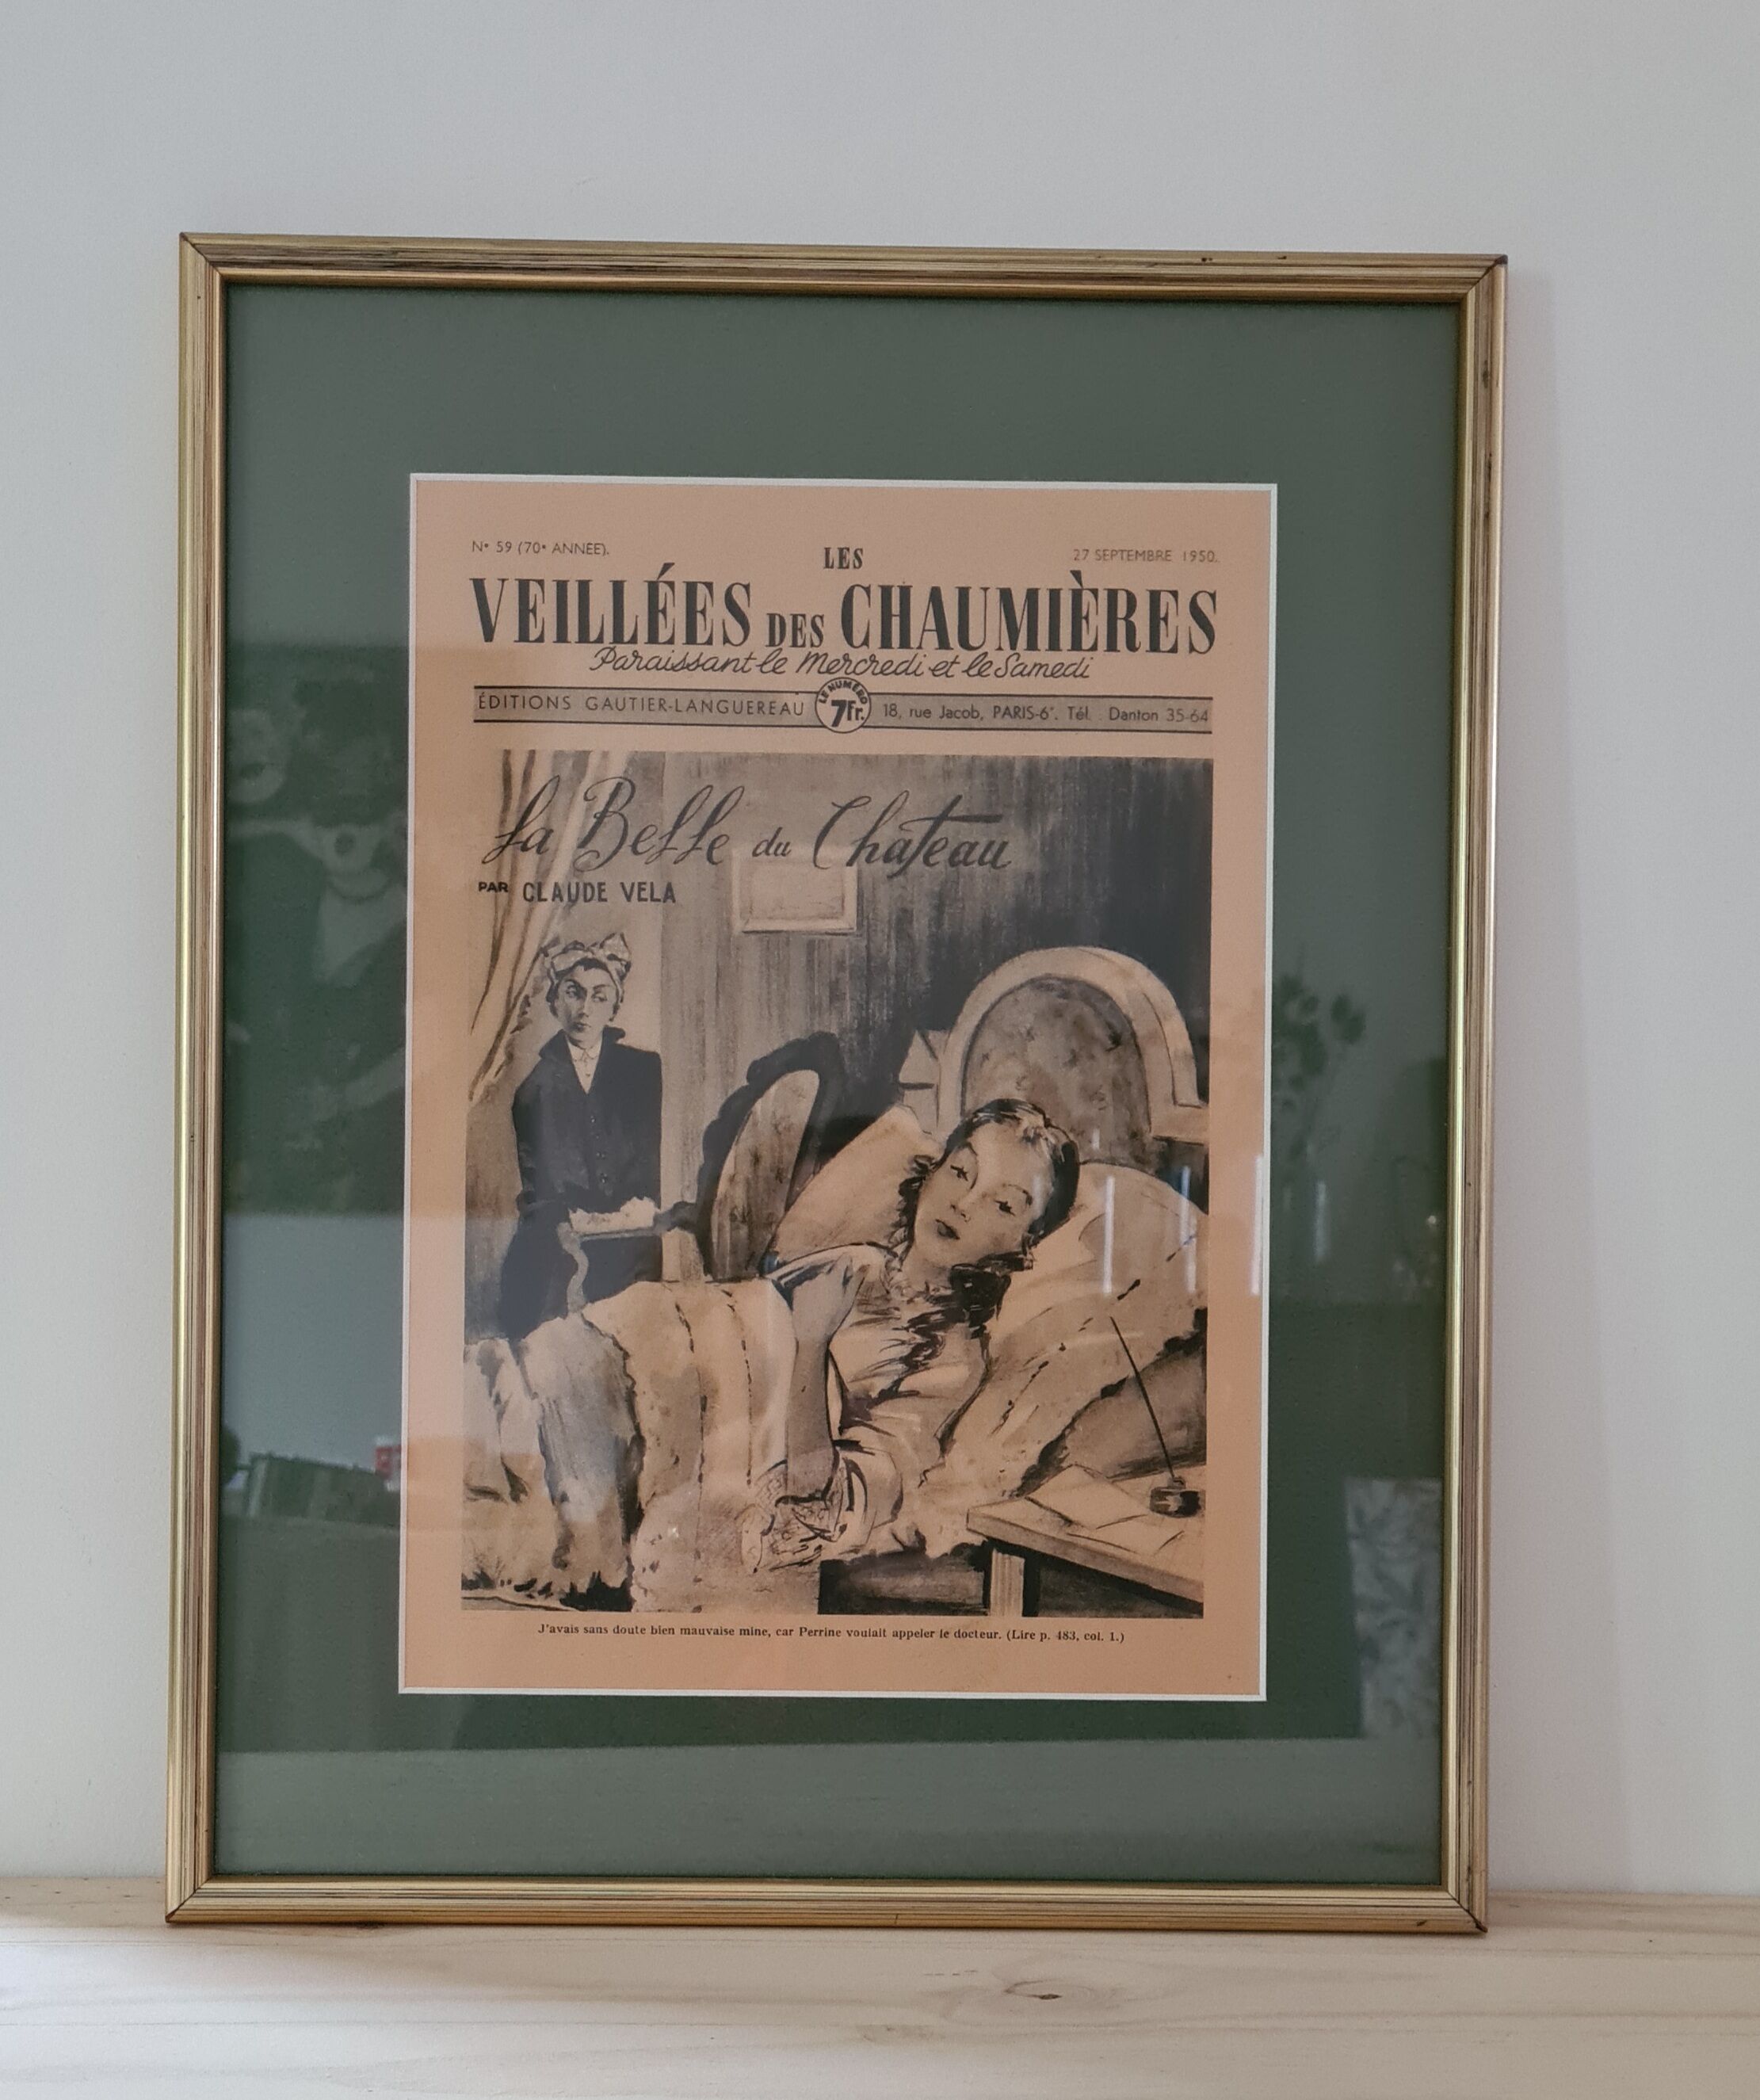 Nº 59 (70e ANNÉE).
27 SEPTEMBRE 1950.
LES
VEILLÉES DES CHAUMIÈRES
Paraissant le Mercredi et le Samedi
ÉDITIONS GAUTIER-LANGUEREAU
LE NUMÉRO
7Fr.
18, rue Jacob, PARIS-6e. Tél. Danton 35-64
La Belle du Chateau
PAR CLAUDE VELA
J'avais sans doute bien mauvaise mine, car Perrine voulait appeler le docteur. (Lire p. 483, col. 1.)